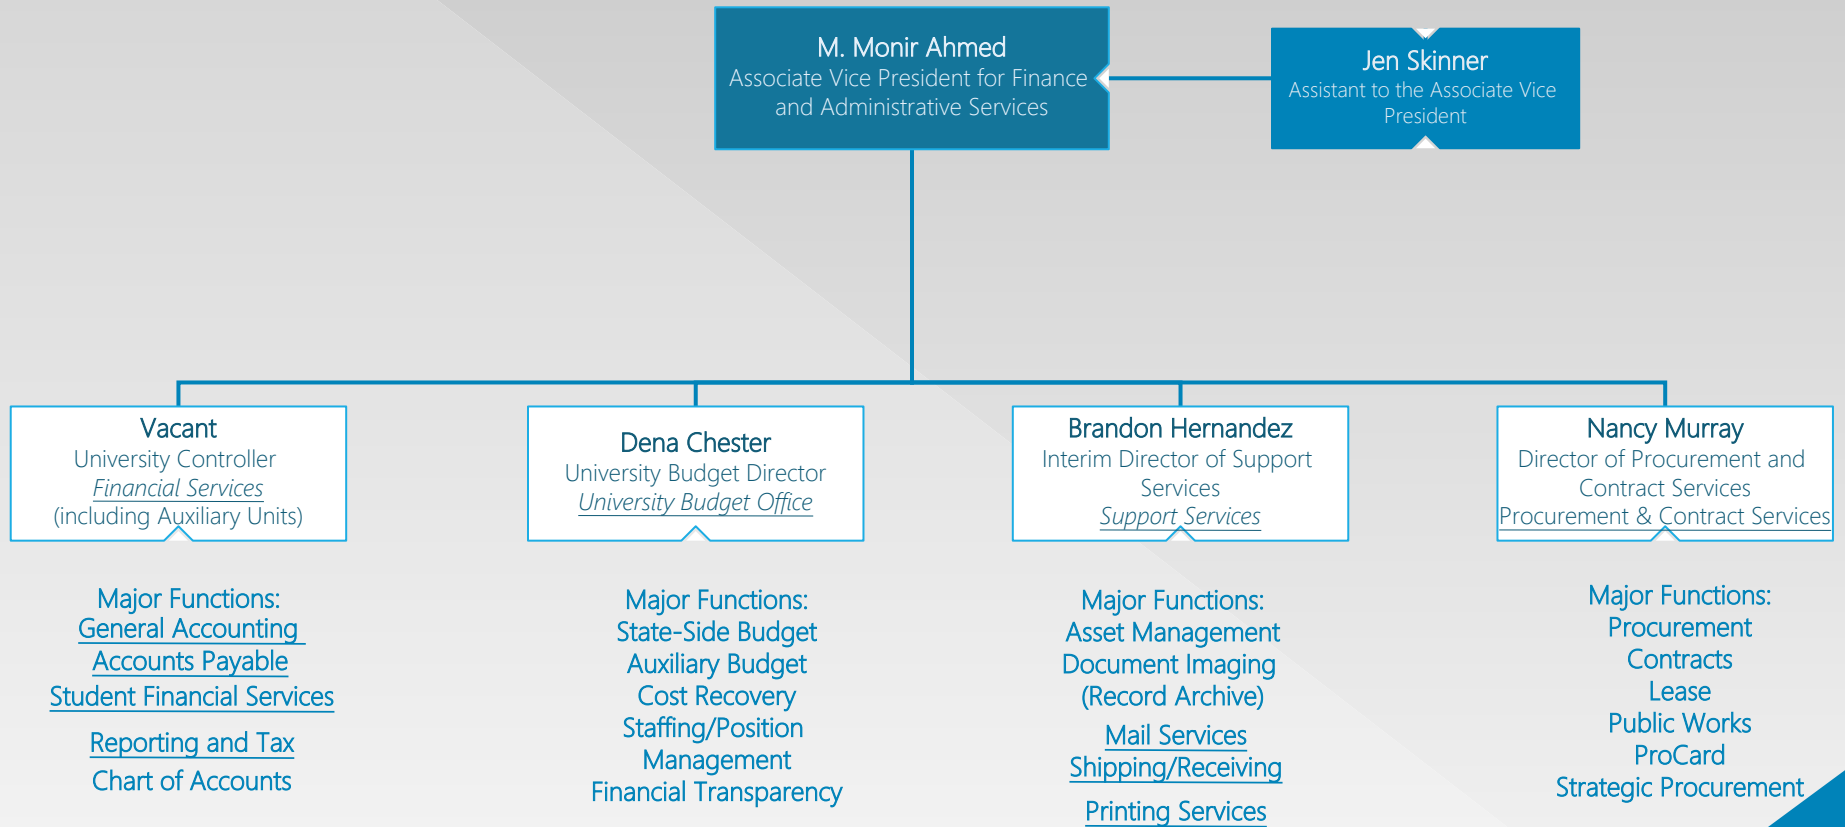 M. Monir Ahmed
Associate Vice President for Finance
and Administrative Services
Jen Skinner
Assistant to the Associate Vice
President
Vacant
University Controller
Financial Services
(including Auxiliary Units)
Dena Chester
University Budget Director
University Budget Office
Brandon Hernandez
Interim Director of Support
Services
Support Services
Nancy Murray
Director of Procurement and
Contract Services
Procurement & Contract Services
Major Functions:
General Accounting
Accounts Payable
Student Financial Services
Reporting and Tax
Chart of Accounts
Major Functions:
State-Side Budget
Auxiliary Budget
Cost Recovery
Staffing/Position
Management
Financial Transparency
Major Functions:
Asset Management
Document Imaging
(Record Archive)
Mail Services
Shipping/Receiving
Printing Services
Major Functions:
Procurement
Contracts
Lease
Public Works
ProCard
Strategic Procurement